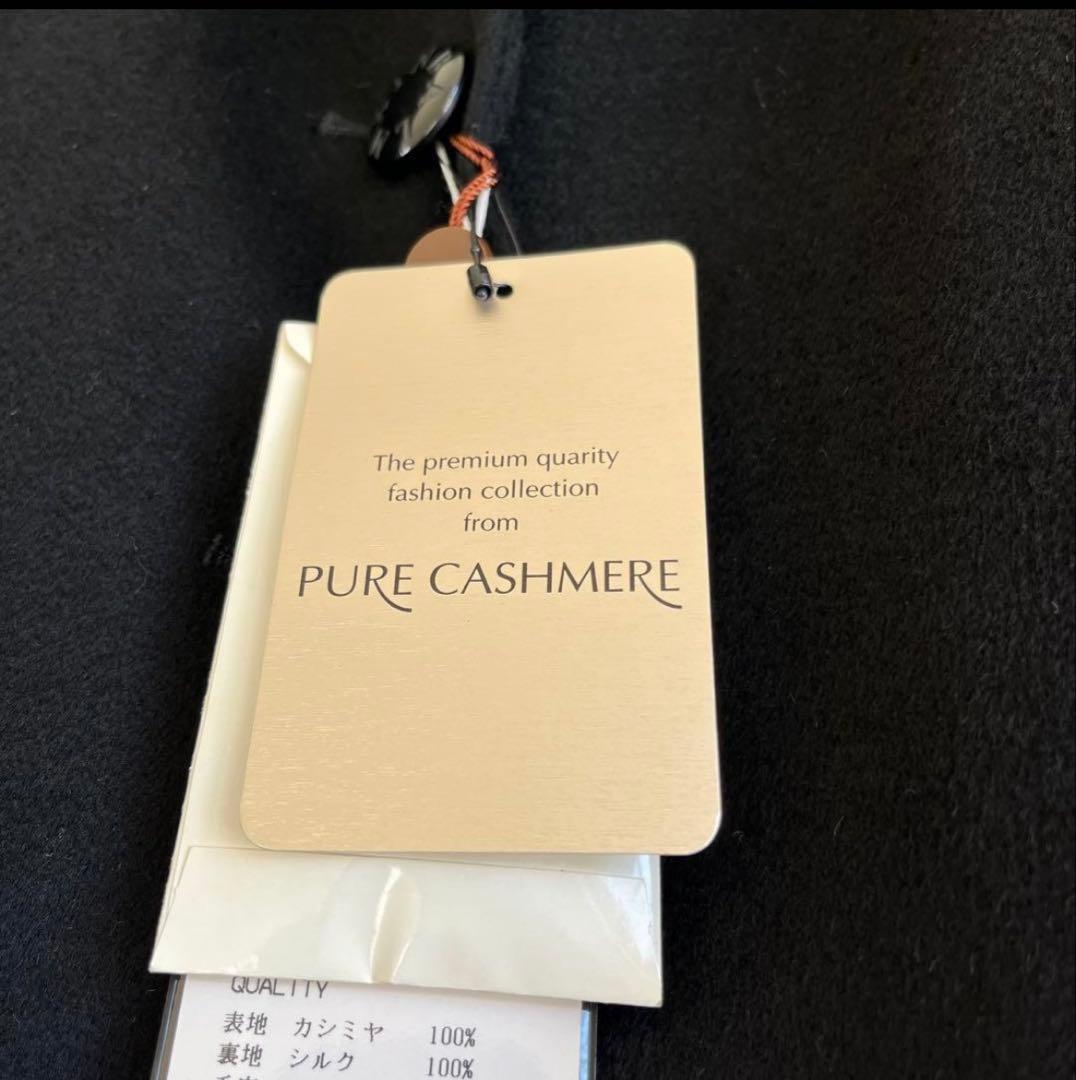 The premium quarity
fashion collection
from
PURE CASHMERE
QUALITY
表地 カシミヤ 100%
裏地 シルク 100%